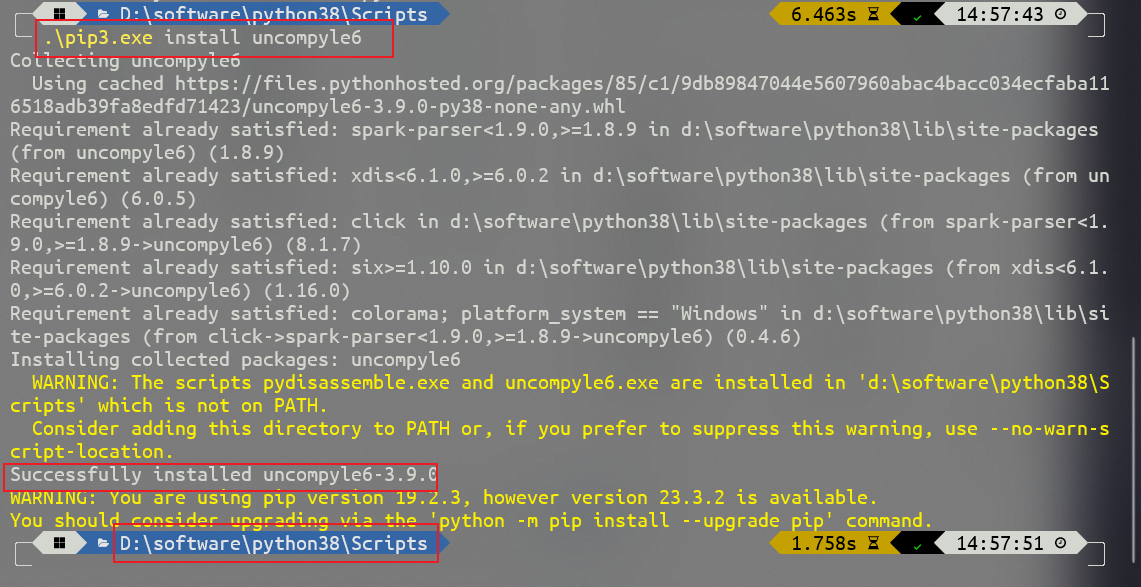 D:\software\python38\Scripts 6.463s 14:57:43
.\pip3.exe install uncompyle6
Collecting uncompyle6
  Using cached https://files.pythonhosted.org/packages/85/c1/9db89847044e5607960abac4bacc034ecfaba11
6518adb39fa8edfd71423/uncompyle6-3.9.0-py38-none-any.whl
Requirement already satisfied: spark-parser<1.9.0,>=1.8.9 in d:\software\python38\lib\site-packages
(from uncompyle6) (1.8.9)
Requirement already satisfied: xdis<6.1.0,>=6.0.2 in d:\software\python38\lib\site-packages (from un
compyle6) (6.0.5)
Requirement already satisfied: click in d:\software\python38\lib\site-packages (from spark-parser<1.
9.0,>=1.8.9->uncompyle6) (8.1.7)
Requirement already satisfied: six>=1.10.0 in d:\software\python38\lib\site-packages (from xdis<6.1.
0,>=6.0.2->uncompyle6) (1.16.0)
Requirement already satisfied: colorama; platform_system == "Windows" in d:\software\python38\lib\si
te-packages (from click->spark-parser<1.9.0,>=1.8.9->uncompyle6) (0.4.6)
Installing collected packages: uncompyle6
  WARNING: The scripts pydisassemble.exe and uncompyle6.exe are installed in 'd:\software\python38\S
cripts' which is not on PATH.
  Consider adding this directory to PATH or, if you prefer to suppress this warning, use --no-warn-s
cript-location.
Successfully installed uncompyle6-3.9.0
WARNING: You are using pip version 19.2.3, however version 23.3.2 is available.
You should consider upgrading via the 'python -m pip install --upgrade pip' command.
D:\software\python38\Scripts 1.758s 14:57:51